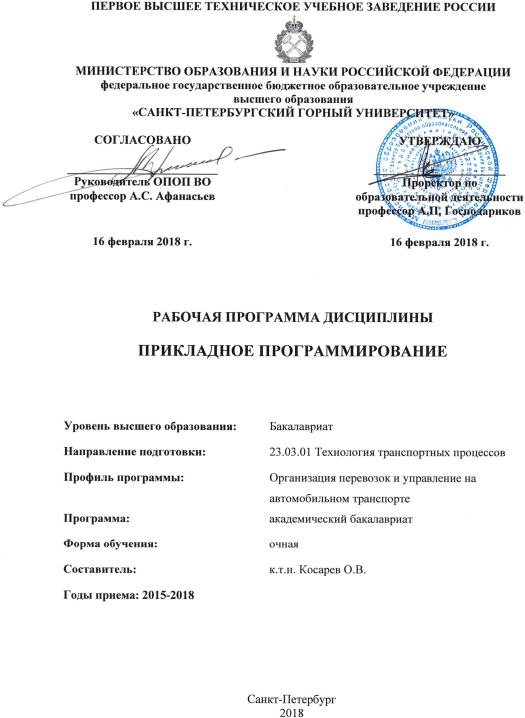 ПЕРВОЕ ВЫСШЕЕ ТЕХНИЧЕСКОЕ УЧЕБНОЕ ЗАВЕДЕНИЕ РОССИИ
МИНИСТЕРСТВО ОБРАЗОВАНИЯ И НАУКИ РОССИЙСКОЙ ФЕДЕРАЦИИ
федеральное государственное бюджетное образовательное учреждение
высшего образования
«САНКТ-ПЕТЕРБУРГСКИЙ ГОРНЫЙ УНИВЕРСИТЕТ»
СОГЛАСОВАНО
Руководитель ОПОП ВО
профессор А.С. Афанасьев
16 февраля 2018 г.
УТВЕРЖДАЮ
Проректор по
образовательной деятельности
профессор А.П. Господариков
16 февраля 2018 г.
РАБОЧАЯ ПРОГРАММА ДИСЦИПЛИНЫ
ПРИКЛАДНОЕ ПРОГРАММИРОВАНИЕ
Уровень высшего образования: Бакалавриат
Направление подготовки: 23.03.01 Технология транспортных процессов
Профиль программы: Организация перевозок и управление на
автомобильном транспорте
Программа: академический бакалавриат
Форма обучения: очная
Составитель: к.т.н. Косарев О.В.
Годы приема: 2015-2018
Санкт-Петербург
2018